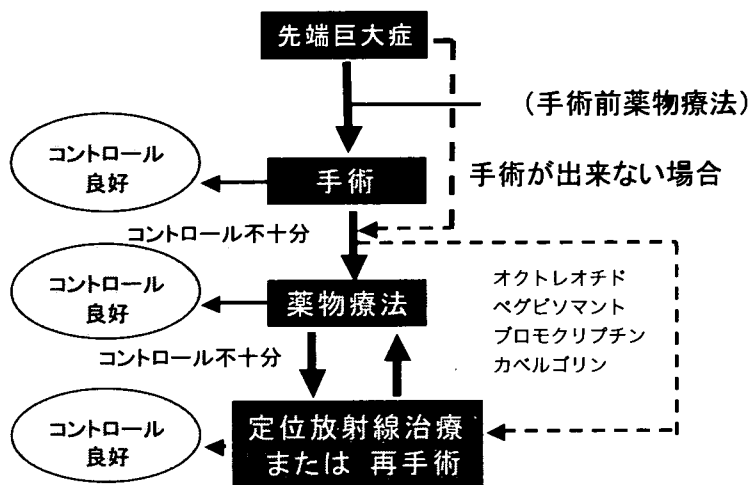 先端巨大症
(手術前薬物療法)
コントロール
良好
手術
手術が出来ない場合
コントロール不十分
コントロール
良好
薬物療法
オクトレオチド
ペグビソマント
ブロモクリプチン
カベルゴリン
コントロール不十分
コントロール
良好
定位放射線治療
または 再手術